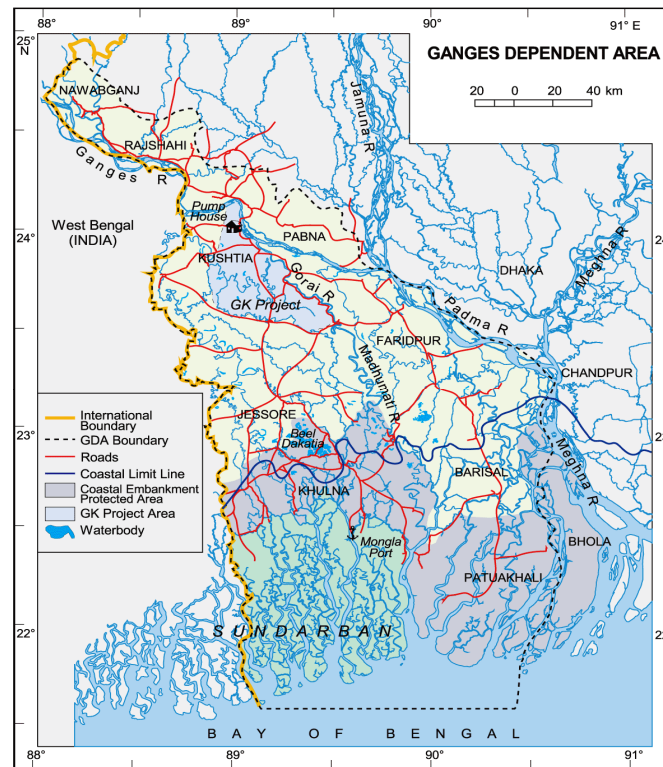 88°
89°
90°
91° E
25°
N
GANGES DEPENDENT AREA
20 0 20 40 km
NAWABGANJ
RAJSHAHI
Ganges R
Jamuna R
Pump
House
West Bengal
(INDIA)
24°
24
PABNA
KUSHTIA
Gorai R
GK Project
DHAKA
Meghna R
Padma R
FARIDPUR
Madhumati R
CHANDPUR
International
Boundary
GDA Boundary
Roads
Coastal Limit Line
Coastal Embankment
Protected Area
GK Project Area
Waterbody
23°
23
JESSORE
Beel
Dakatia
Meghna R
BARISAL
KHULNA
Mongla
Port
BHOLA
PATUAKHALI
22°
22
SUNDARBAN
BAY OF BENGAL
88°
89°
90°
91°